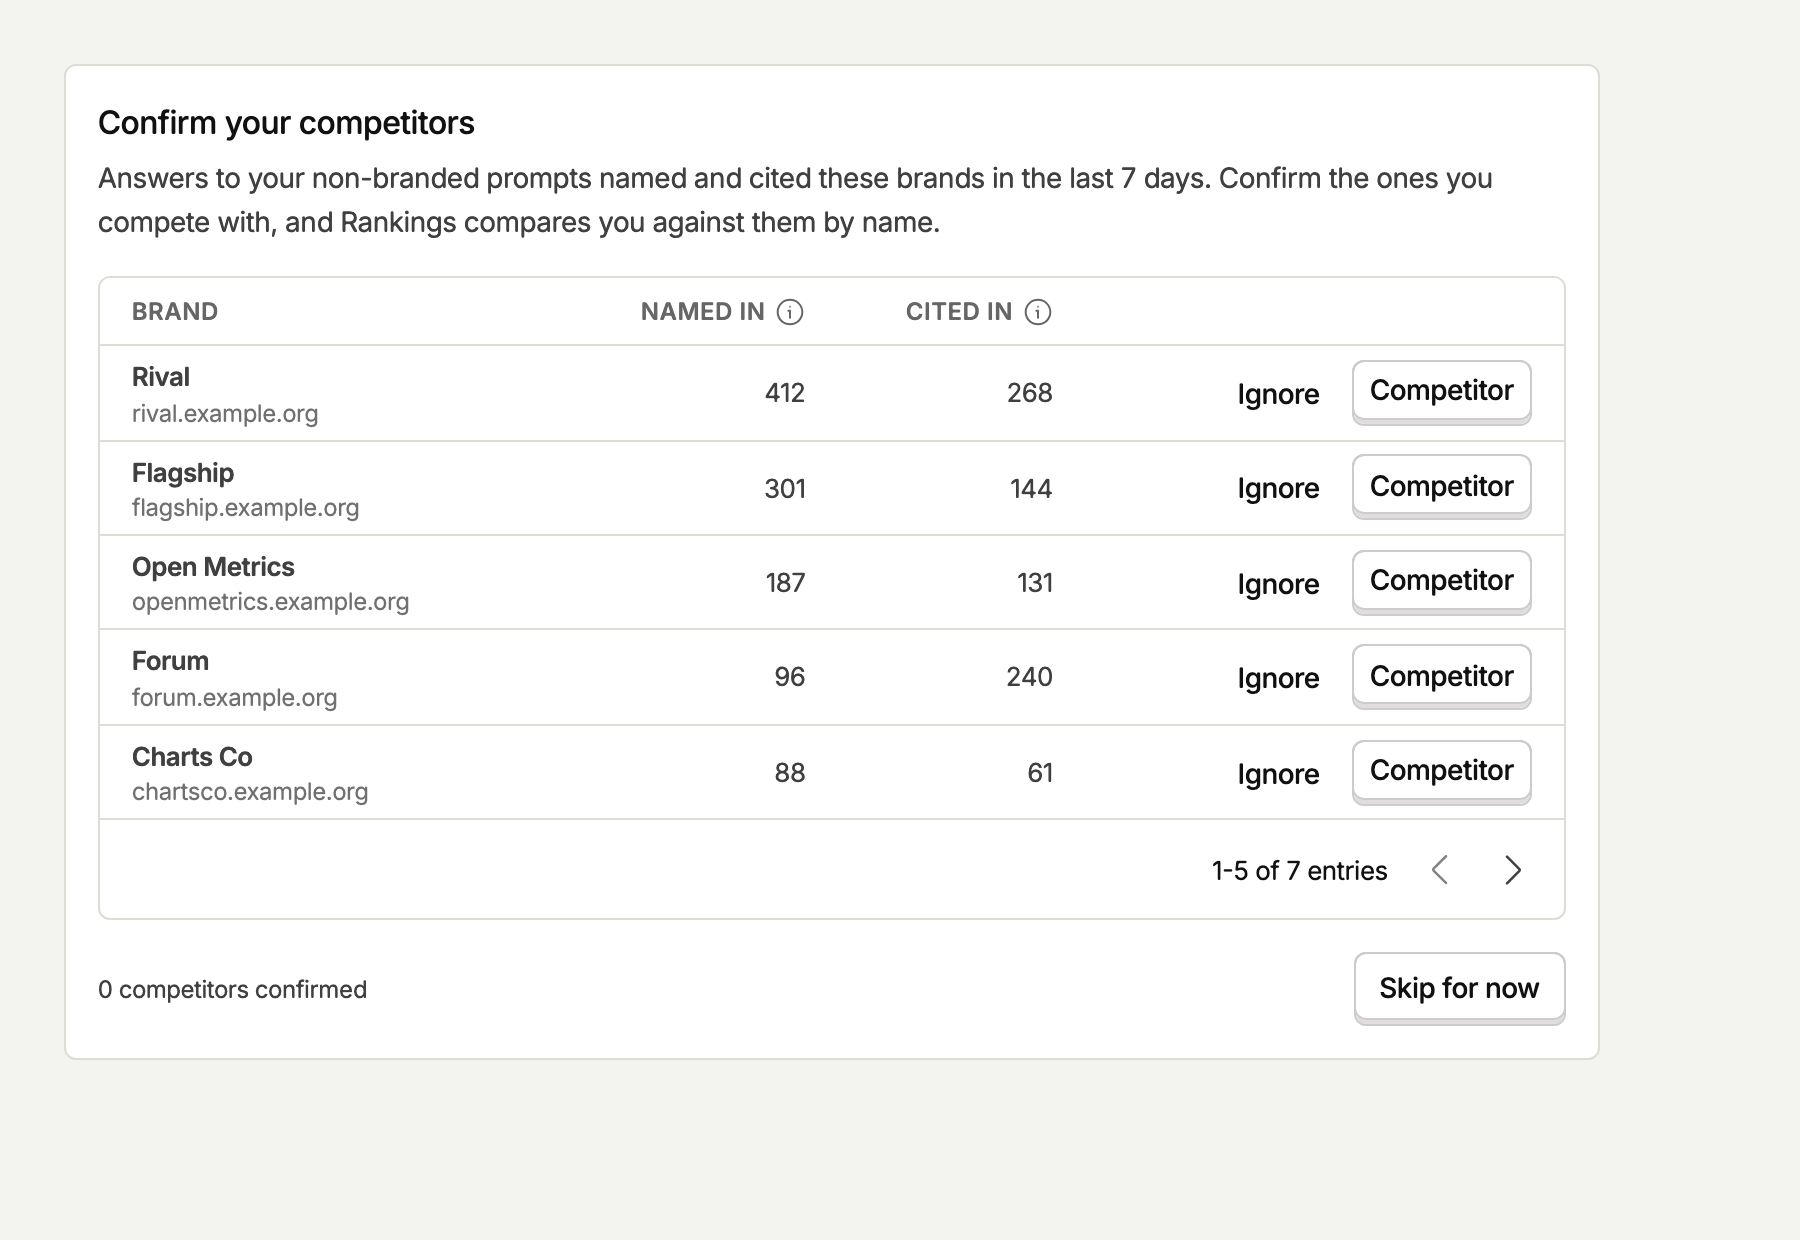 Confirm your competitors
Answers to your non-branded prompts named and cited these brands in the last 7 days. Confirm the ones you
compete with, and Rankings compares you against them by name.
BRAND NAMED IN CITED IN
Rival
rival.example.org
412 268 Ignore Competitor
Flagship
flagship.example.org
301 144 Ignore Competitor
Open Metrics
openmetrics.example.org
187 131 Ignore Competitor
Forum
forum.example.org
96 240 Ignore Competitor
Charts Co
chartsco.example.org
88 61 Ignore Competitor
1-5 of 7 entries
0 competitors confirmed
Skip for now